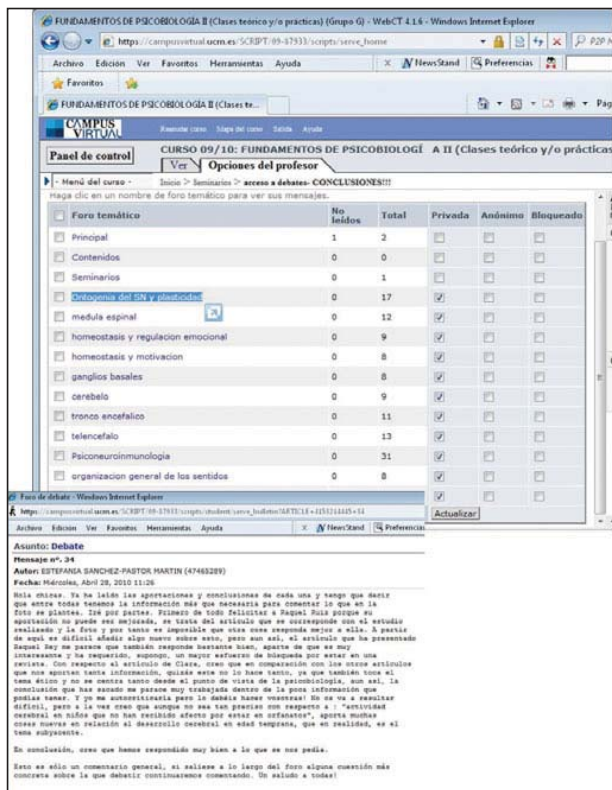 FUNDAMENTOS DE PSICOBIOLOGÍA II (Clases teórico y/o practicas) (Grupo G) - WebCT 4.1.6 - Windows Internet Explorer
https://campusvirtual.ucm.es/SCRIPT/09-87933/scripts/serve_home
P2P
Archivo Edición Ver Favoritos Herramientas Ayuda
x NewsStand Preferencias
Favoritos
FUNDAMENTOS DE PSICOBIOLOGÍA II (Clases te...
Pág
CAMPUS VIRTUAL
Reanudar curso Mapa del curso Salida Ayuda
Panel de control
CURSO 09/10: FUNDAMENTOS DE PSICOBIOLOGÍ A II (Clases teórico y/o prácticas
Ver Opciones del profesor
- Menú del curso -
Inicio > Seminarios > acceso a debates- CONCLUSIONES!!!
Haga clic en un nombre de foro temático para ver sus mensajes.
Foro temático No leídos Total Privada Anónimo Bloqueado
Principal 1 2
Contenidos 0 0
Seminarios 0 1
Ontogenia del SN y plasticidad 0 17
medula espinal 0 12
homeostasis y regulacion emocional 0 9
homeostasis y motivacion 0 8
ganglios basales 0 8
cerebelo 0 9
tronco encefalico 0 11
telencefalo 0 13
Psiconeuroinmunologia 0 31
organizacion general de los sentidos 0 8
Actualizar
Foro de debate - Windows Internet Explorer
Archivo Edición Ver Favoritos Herramientas Ayuda
x NewsStand Preferencias
Asunto: Debate
Mensaje nº. 34
Autor: ESTEFANIA SANCHEZ-PASTOR MARTIN (47465289)
Fecha: Miércoles, Abril 28, 2010 11:26
Hola chicas. Ya he leído las aportaciones y conclusiones de cada una y tengo que decir
que entre todas tenemos la información más que necesaria para comentar lo que en la
foto se plantea. Iré por partes. Primero de todo felicitar a Raquel Ruiz porque su
aportación no puede ser mejorada, se trata del artículo que se corresponde con el estudio
realizado y la foto y por tanto es imposible que otra cosa responda mejor a ella. A partir
de aquí es difícil añadir algo nuevo sobre esto, pero aun así, el artículo que ha presentado
Raquel Rey me parece que también responde bastante bien, aparte de que es muy
interesante y ha requerido, supongo, un mayor esfuerzo de búsqueda por estar en una
revista. Con respecto al artículo de Clara, creo que en comparación con los otros artículos
que nos aportan tanta información, quizás este no lo hace tanto, ya que también toca el
tema ético y no se centra tanto desde el punto de vista de la psicobiología, aun así, la
conclusión que has sacado me parece muy trabajada dentro de la poca información que
podías tener. Y yo me autocriticaría pero lo debáis hacer vosotras! No os va a resultar
difícil, pero a la vez creo que aunque no sea tan preciso con respecto a : "actividad
cerebral en niños que no han recibido afecto por estar en orfanatos", aporta muchas
cosas nuevas en relación al desarrollo cerebral en edad temprana, que en realidad, es el
tema subyacente.
En conclusión, creo que hemos respondido muy bien a lo que se nos pedía.
Esto es sólo un comentario general, si saliese a lo largo del foro alguna cuestión más
concreta sobre la que debatir continuaremos comentando. Un saludo a todas!